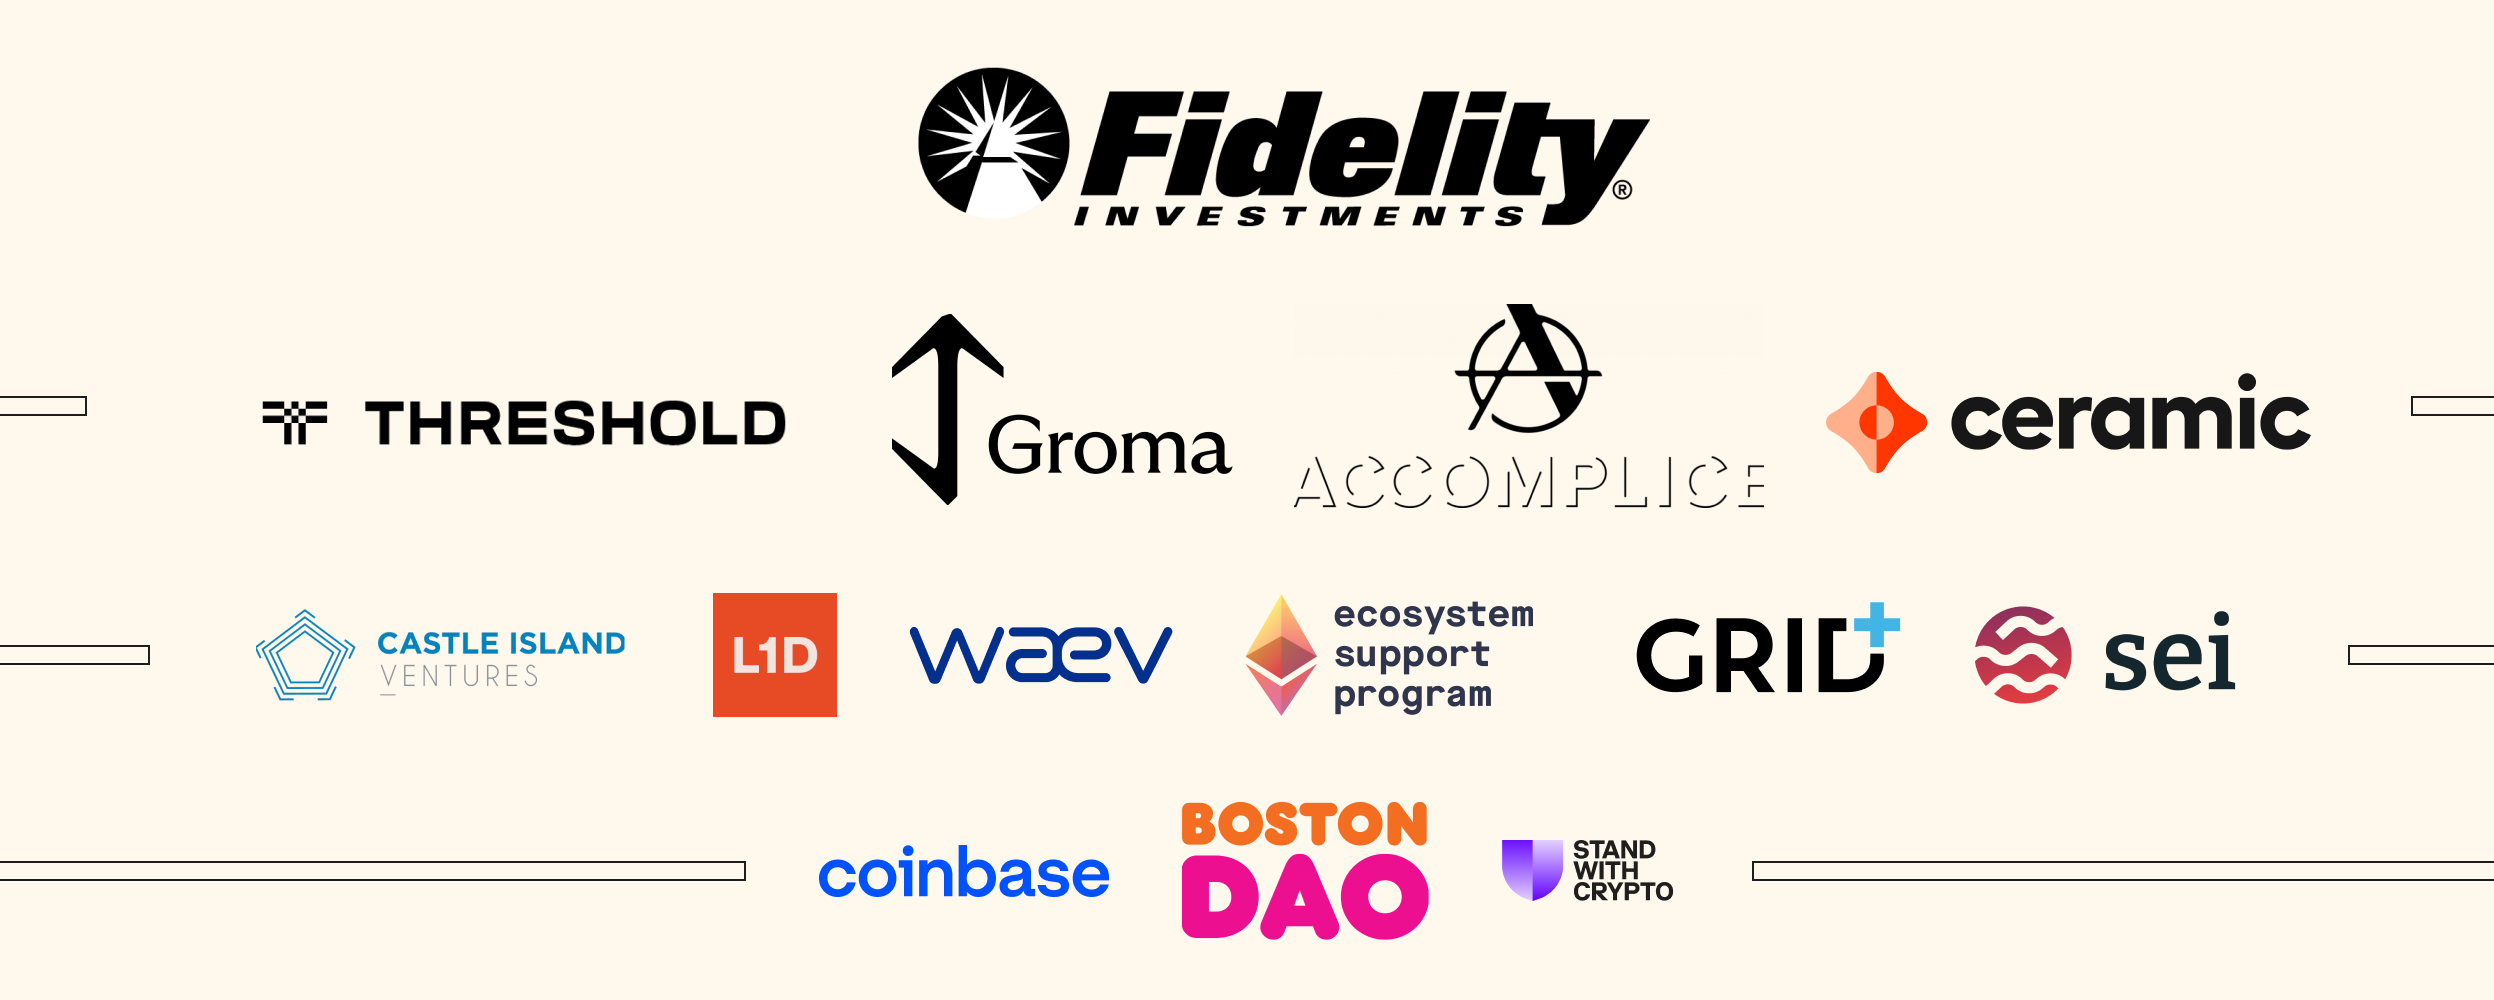 Fidelity®
INVESTMENTS
THRESHOLD
Groma
ACCOMPLICE
ceramic
CASTLE ISLAND
VENTURES
L1D
ecosystem
support
program
GRID+
sei
coinbase
BOSTON
DAO
STAND
WITH
CRYPTO